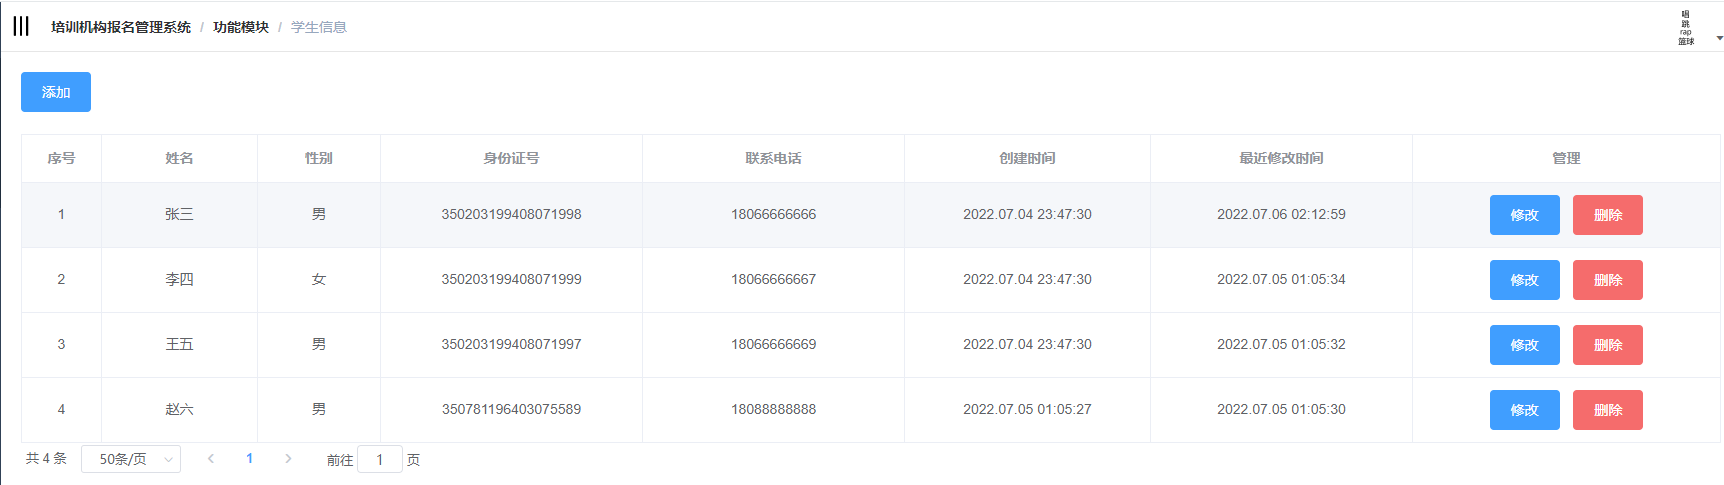 培训机构报名管理系统 / 功能模块 / 学生信息
唱
跳
rap
篮球
添加
序号 姓名 性别 身份证号 联系电话 创建时间 最近修改时间 管理
1 张三 男 350203199408071998 18066666666 2022.07.04 23:47:30 2022.07.06 02:12:59 修改 删除
2 李四 女 350203199408071999 18066666667 2022.07.04 23:47:30 2022.07.05 01:05:34 修改 删除
3 王五 男 350203199408071997 18066666669 2022.07.04 23:47:30 2022.07.05 01:05:32 修改 删除
4 赵六 男 350781196403075589 18088888888 2022.07.05 01:05:27 2022.07.05 01:05:30 修改 删除
共 4 条 50条/页 1 前往 1 页